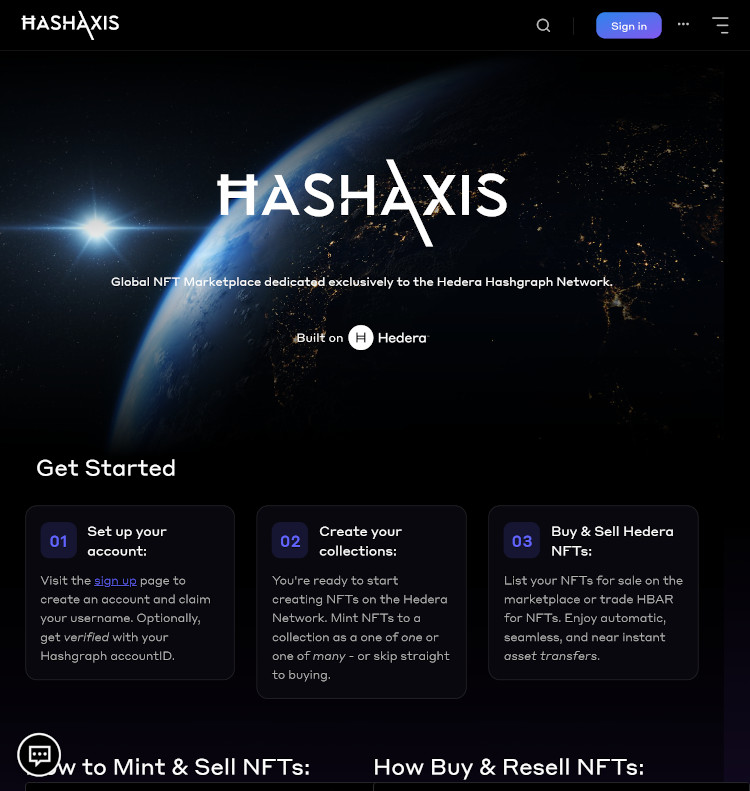 HASHAXIS
Sign in
HASHAXIS
Global NFT Marketplace dedicated exclusively to the Hedera Hashgraph Network.
Built on Hedera
Get Started
01
Set up your
account:
Visit the sign up page to
create an account and claim
your username. Optionally,
get verified with your
Hashgraph accountID.
02
Create your
collections:
You're ready to start
creating NFTs on the Hedera
Network. Mint NFTs to a
collection as a one of one or
one of many - or skip straight
to buying.
03
Buy & Sell Hedera
NFTs:
List your NFTs for sale on the
marketplace or trade HBAR
for NFTs. Enjoy automatic,
seamless, and near instant
asset transfers.
w to Mint & Sell NFTs:
How Buy & Resell NFTs: